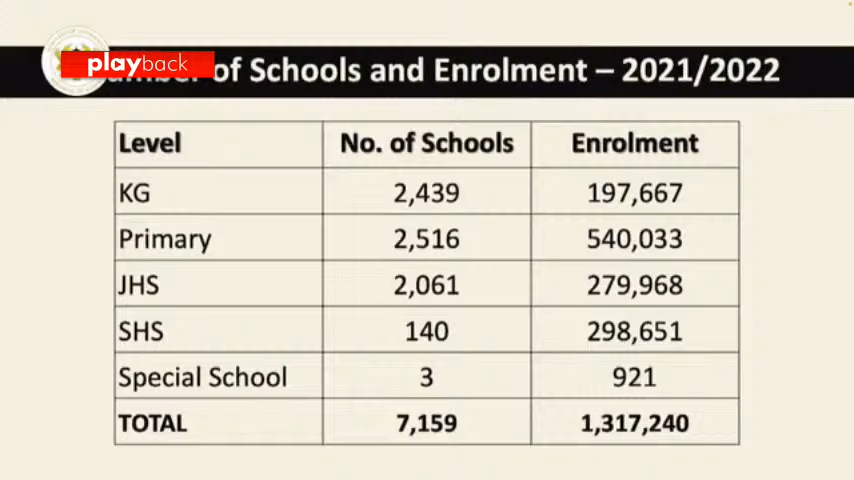 playback
of Schools and Enrolment – 2021/2022
Level No. of Schools Enrolment
KG 2,439 197,667
Primary 2,516 540,033
JHS 2,061 279,968
SHS 140 298,651
Special School 3 921
TOTAL 7,159 1,317,240